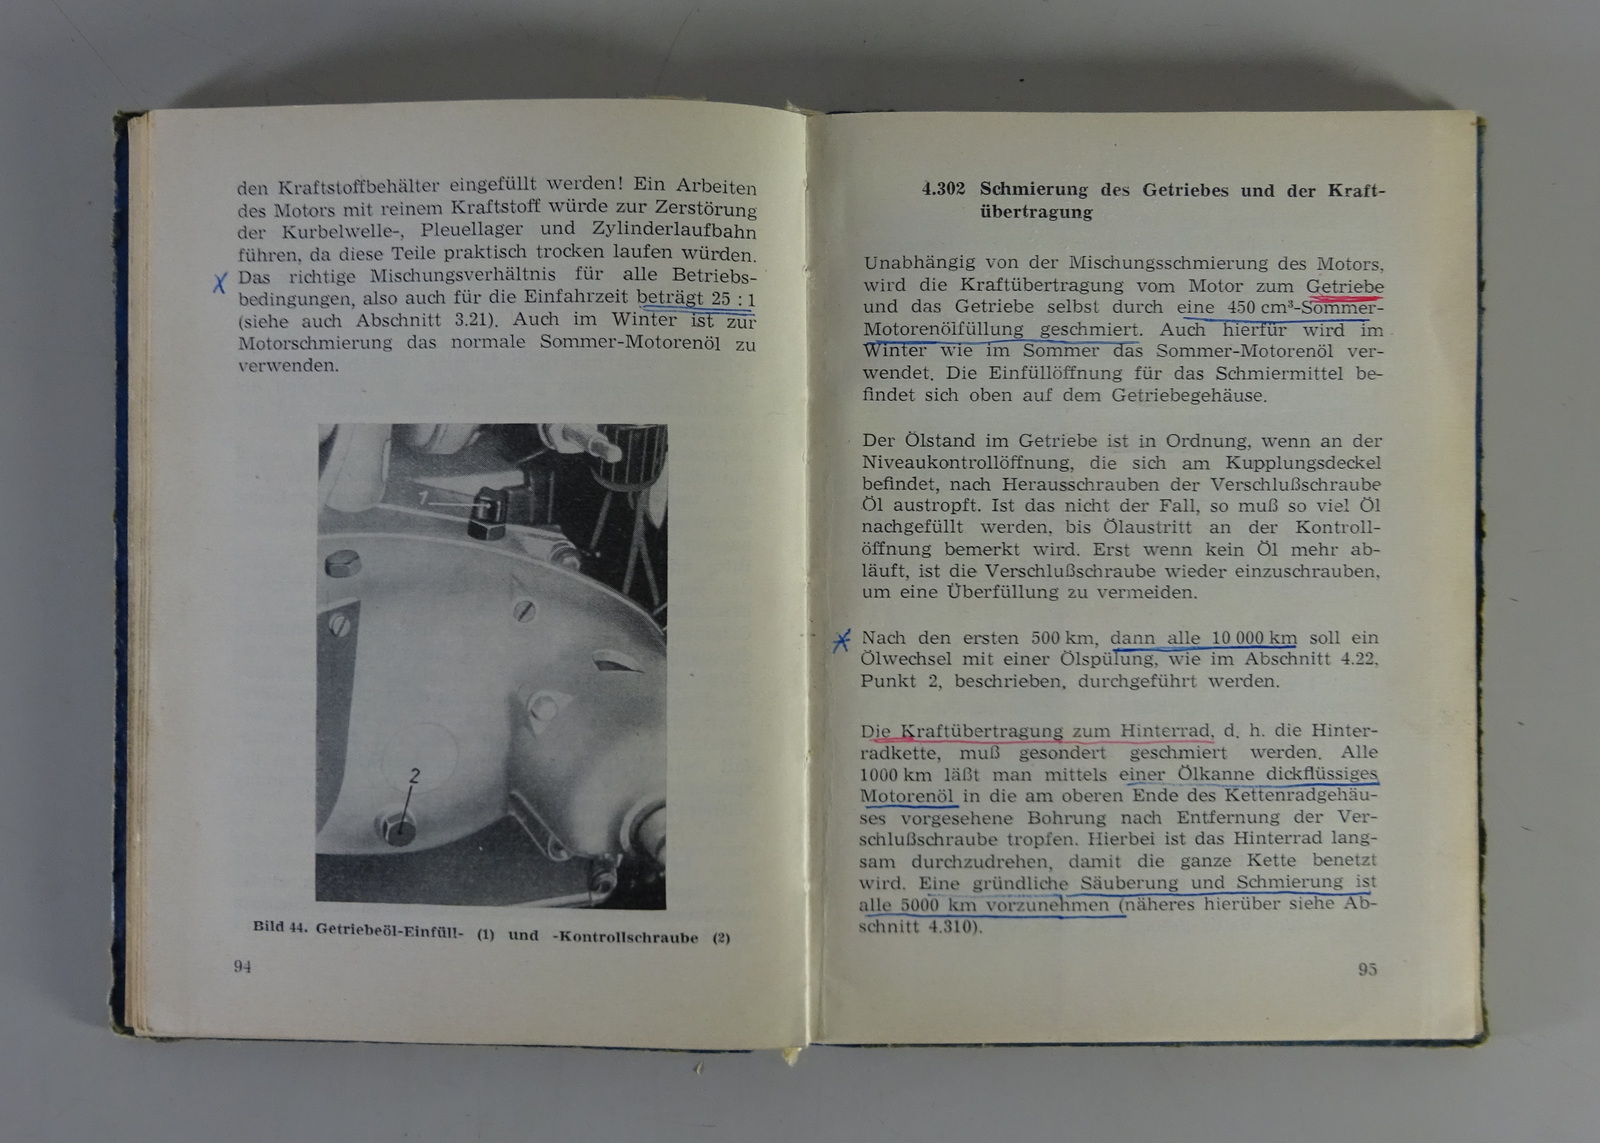 den Kraftstoffbehälter eingefüllt werden! Ein Arbeiten
des Motors mit reinem Kraftstoff würde zur Zerstörung
der Kurbelwelle-, Pleuellager und Zylinderlaufbahn
führen, da diese Teile praktisch trocken laufen würden.
X Das richtige Mischungsverhältnis für alle Betriebs-
bedingungen, also auch für die Einfahrzeit beträgt 25 : 1
(siehe auch Abschnitt 3.21). Auch im Winter ist zur
Motorschmierung das normale Sommer-Motorenöl zu
verwenden.
1
2
Bild 44. Getriebeöl-Einfüll- (1) und -Kontrollschraube (2)
94
4.302 Schmierung des Getriebes und der Kraft-
übertragung
Unabhängig von der Mischungsschmierung des Motors,
wird die Kraftübertragung vom Motor zum Getriebe
und das Getriebe selbst durch eine 450 cm³-Sommer-
Motorenölfüllung geschmiert. Auch hierfür wird im
Winter wie im Sommer das Sommer-Motorenöl ver-
wendet. Die Einfüllöffnung für das Schmiermittel be-
findet sich oben auf dem Getriebegehäuse.
Der Ölstand im Getriebe ist in Ordnung, wenn an der
Niveaukontrollöffnung, die sich am Kupplungsdeckel
befindet, nach Herausschrauben der Verschlußschraube
Öl austropft. Ist das nicht der Fall, so muß so viel Öl
nachgefüllt werden, bis Ölaustritt an der Kontroll-
öffnung bemerkt wird. Erst wenn kein Öl mehr ab-
läuft, ist die Verschlußschraube wieder einzuschrauben,
um eine Überfüllung zu vermeiden.
Nach den ersten 500 km, dann alle 10 000 km soll ein
Ölwechsel mit einer Ölspülung, wie im Abschnitt 4.22,
Punkt 2, beschrieben, durchgeführt werden.
Die Kraftübertragung zum Hinterrad, d. h. die Hinter-
radkette, muß gesondert geschmiert werden. Alle
1000 km läßt man mittels einer Ölkanne dickflüssiges
Motorenöl in die am oberen Ende des Kettenradgehäu-
ses vorgesehene Bohrung nach Entfernung der Ver-
schlußschraube tropfen. Hierbei ist das Hinterrad lang-
sam durchzudrehen, damit die ganze Kette benetzt
wird. Eine gründliche Säuberung und Schmierung ist
alle 5000 km vorzunehmen (näheres hierüber siehe Ab-
schnitt 4.310).
95